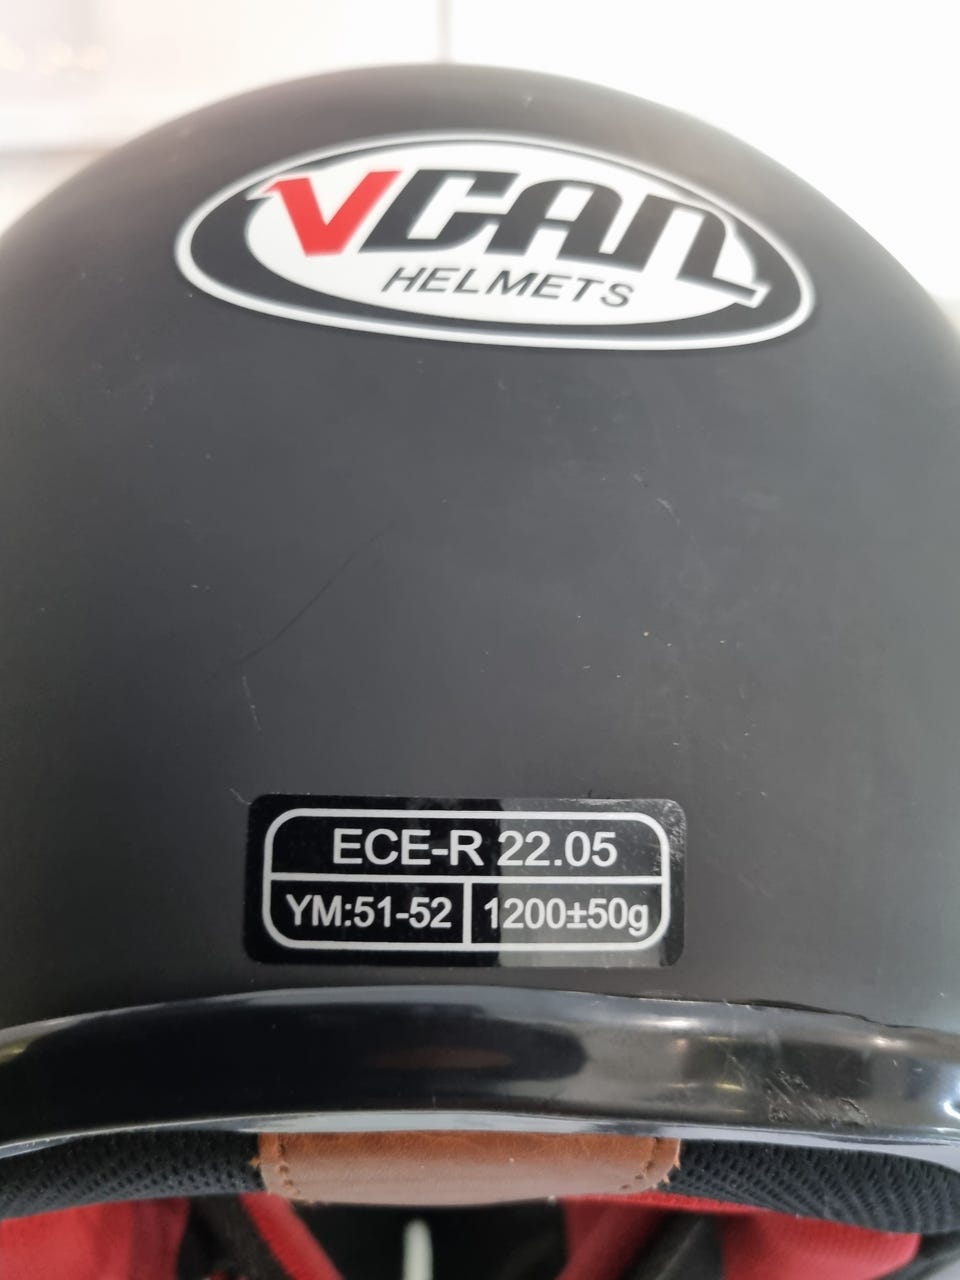 VCAN
HELMETS
ECE-R 22.05
YM:51-52 1200±50g